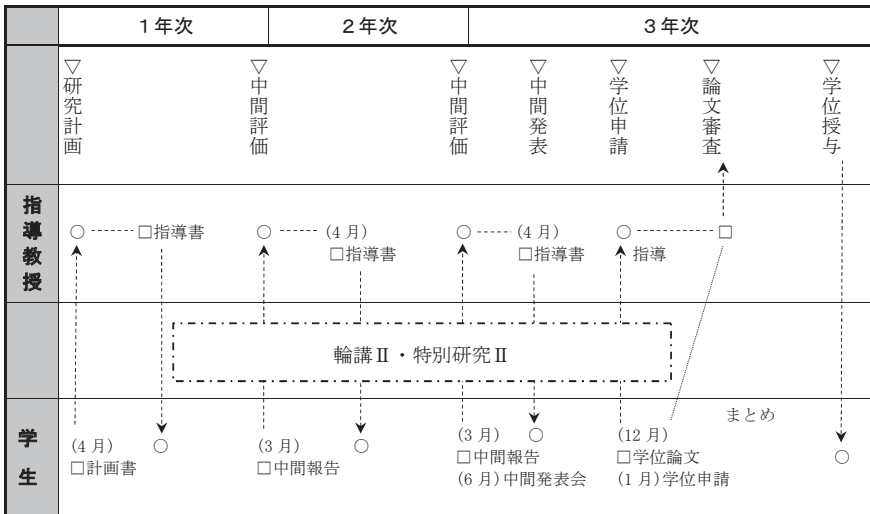 １年次
２年次
３年次
▽研究計画
▽中間評価
▽中間評価
▽中間発表
▽学位申請
▽論文審査
▽学位授与
指導教授
○
□指導書
○
(4 月)
□指導書
○
(4 月)
□指導書
○
指導
□
輪講Ⅱ・特別研究Ⅱ
学生
(4 月)
□計画書
○
(3 月)
□中間報告
○
(3 月)
□中間報告
(6 月)中間発表会
○
(12 月)
□学位論文
(1 月)学位申請
まとめ
○